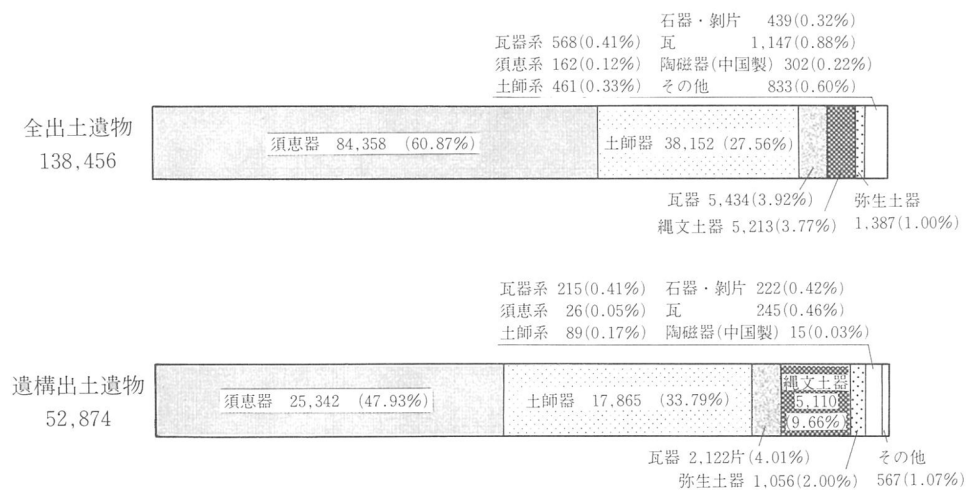 石器・剝片 439(0.32%)
瓦器系 568(0.41%) 瓦 1,147(0.88%)
須恵系 162(0.12%) 陶磁器(中国製) 302(0.22%)
土師系 461(0.33%) その他 833(0.60%)
全出土遺物
138,456
須恵器 84,358 (60.87%)
土師器 38,152 (27.56%)
瓦器 5,434(3.92%)
弥生土器
縄文土器 5,213(3.77%)
1,387(1.00%)
瓦器系 215(0.41%) 石器・剝片 222(0.42%)
須恵系 26(0.05%) 瓦 245(0.46%)
土師系 89(0.17%) 陶磁器(中国製) 15(0.03%)
遺構出土遺物
52,874
須恵器 25,342 (47.93%)
土師器 17,865 (33.79%)
縄文土器
5,110
(9.66%)
瓦器 2,122片(4.01%)
その他
弥生土器 1,056(2.00%)
567(1.07%)